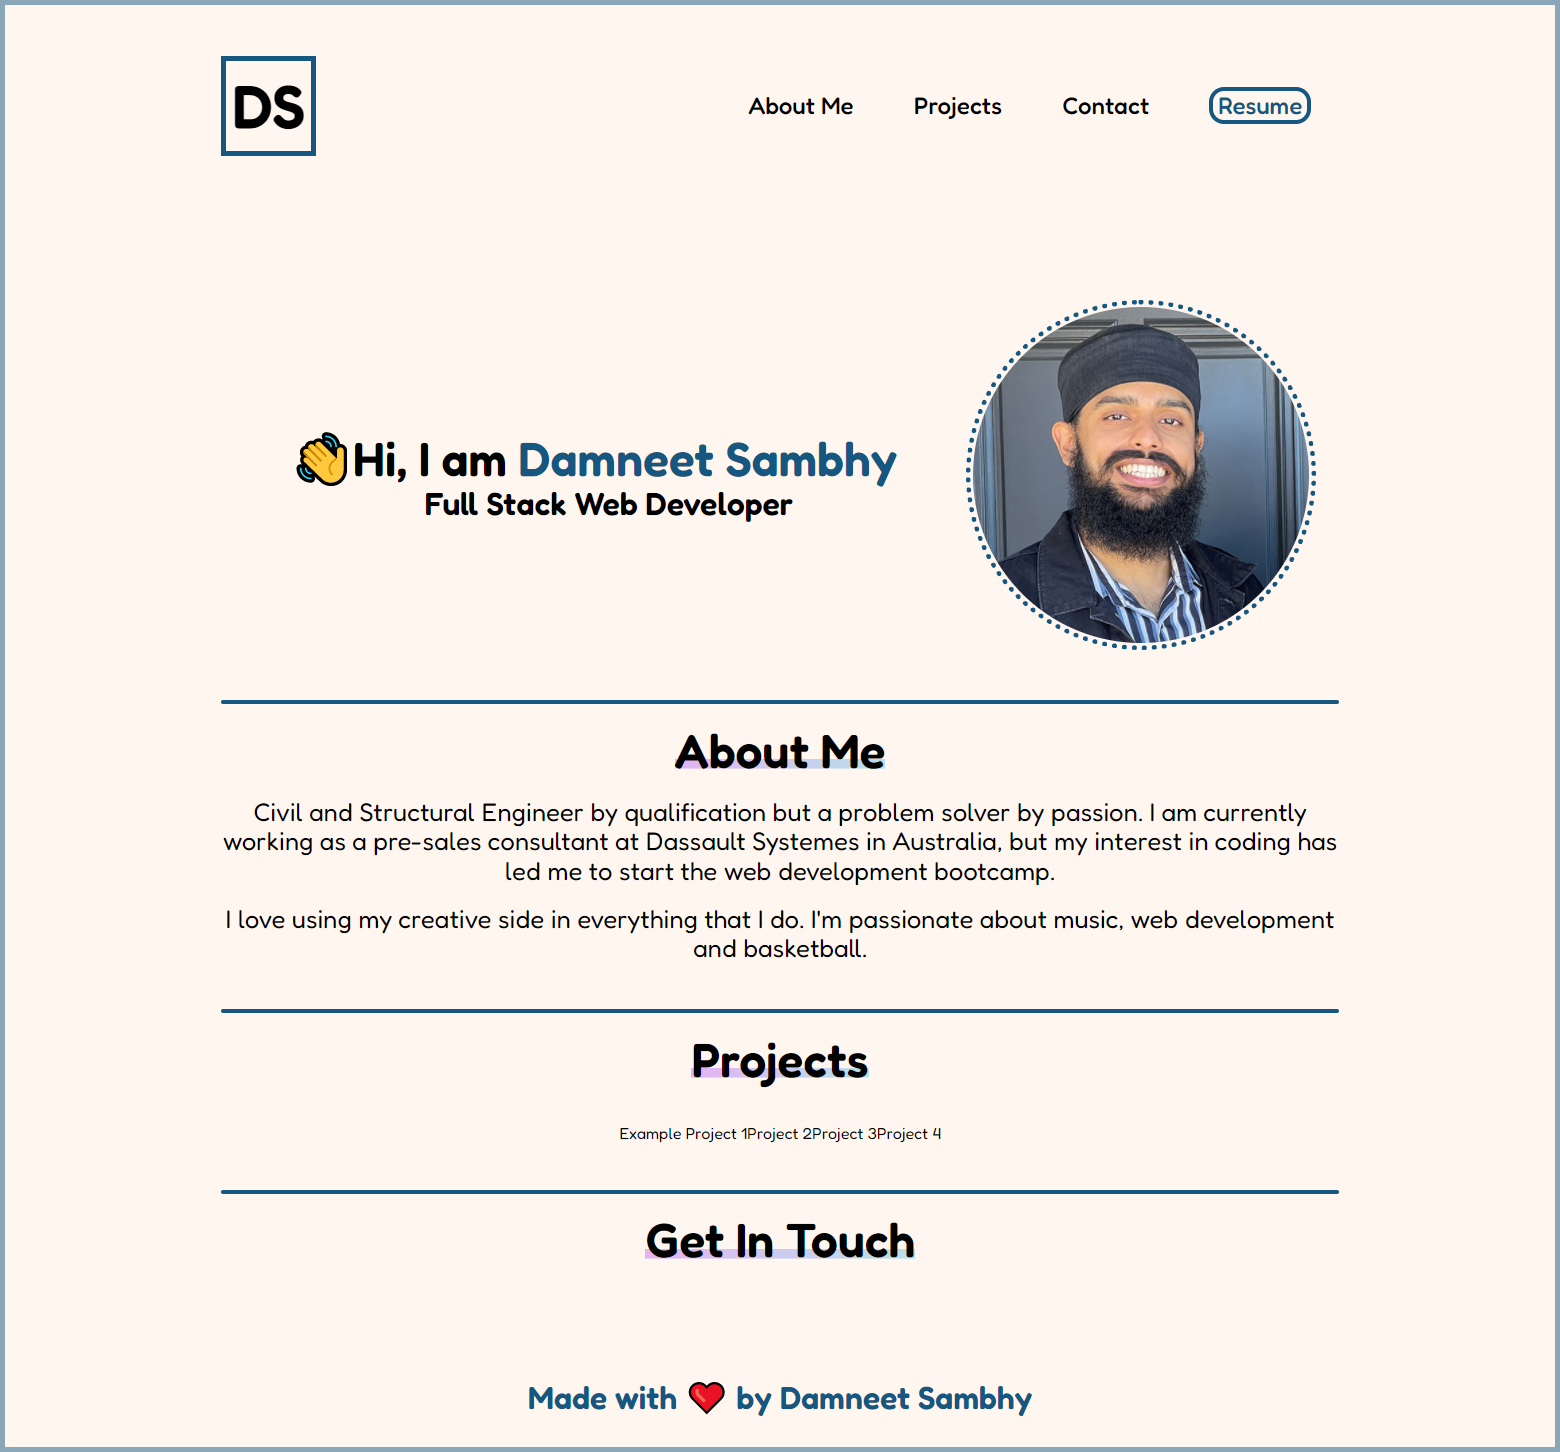 DS
About Me Projects Contact Resume
👋Hi, I am Damneet Sambhy
Full Stack Web Developer
About Me
Civil and Structural Engineer by qualification but a problem solver by passion. I am currently
working as a pre-sales consultant at Dassault Systemes in Australia, but my interest in coding has
led me to start the web development bootcamp.
I love using my creative side in everything that I do. I'm passionate about music, web development
and basketball.
Projects
Example Project 1Project 2Project 3Project 4
Get In Touch
Made with ❤️ by Damneet Sambhy